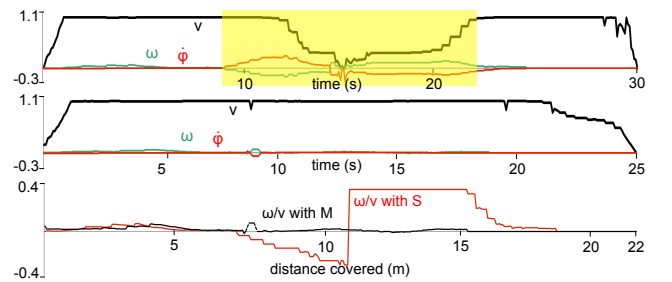 1.1
v
ω φ̇
-0.3
10 time (s) 20 30
1.1
v
ω φ̇
-0.3
5 10 time (s) 15 20 25
0.4
ω/v with M ω/v with S
5 10 15 20 22
-0.4
distance covered (m)